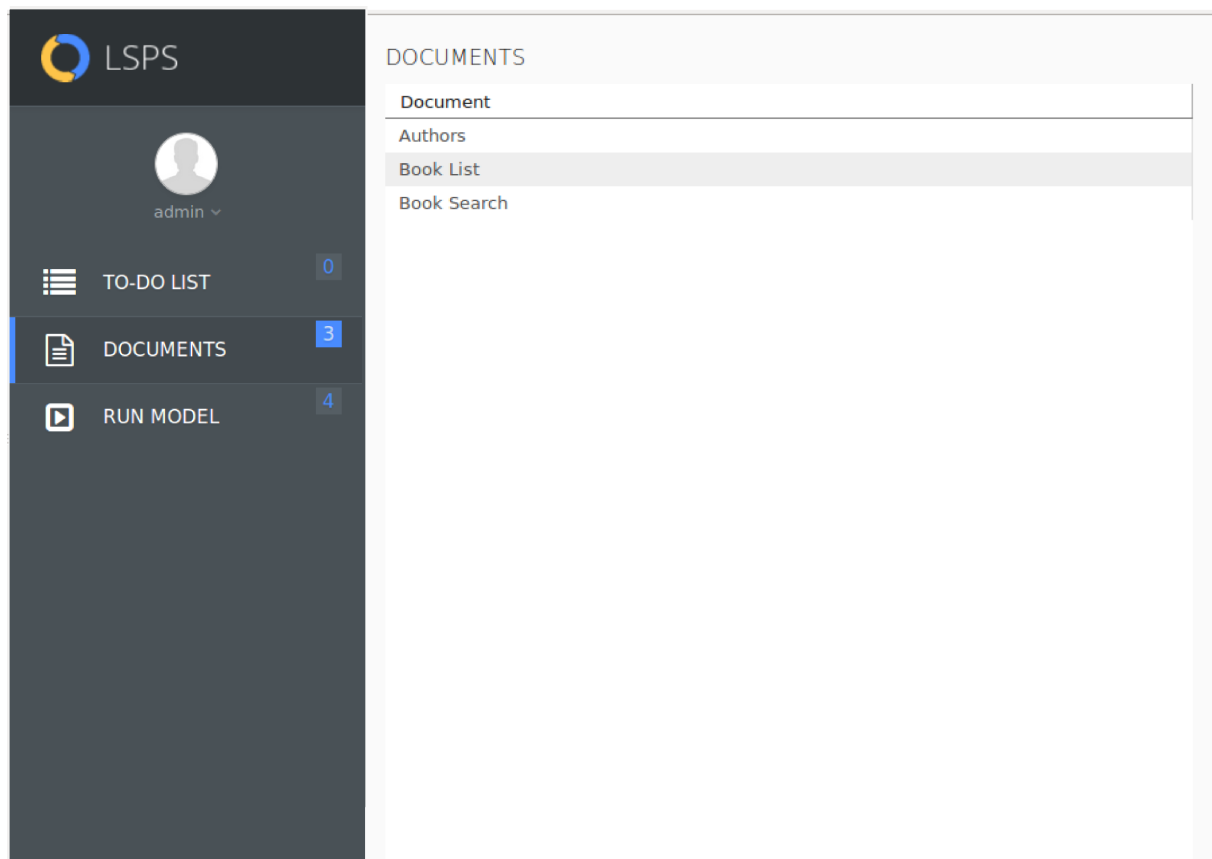 LSPS
admin
TO-DO LIST 0
DOCUMENTS 3
RUN MODEL 4
DOCUMENTS
Document
Authors
Book List
Book Search